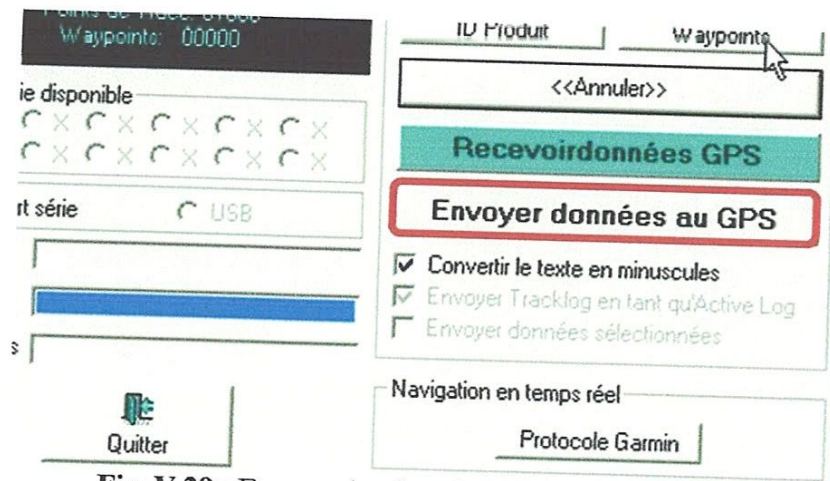 Waypoints: 00000
ie disponible
X X X X X
X X X X X
rt série
USB
s
Quitter
ID Produit
Waypoints
<<Annuler>>
Recevoirdonnées GPS
Envoyer données au GPS
Convertir le texte en minuscules
Envoyer Tracklog en tant qu'Active Log
Envoyer données sélectionnées
Navigation en temps réel
Protocole Garmin